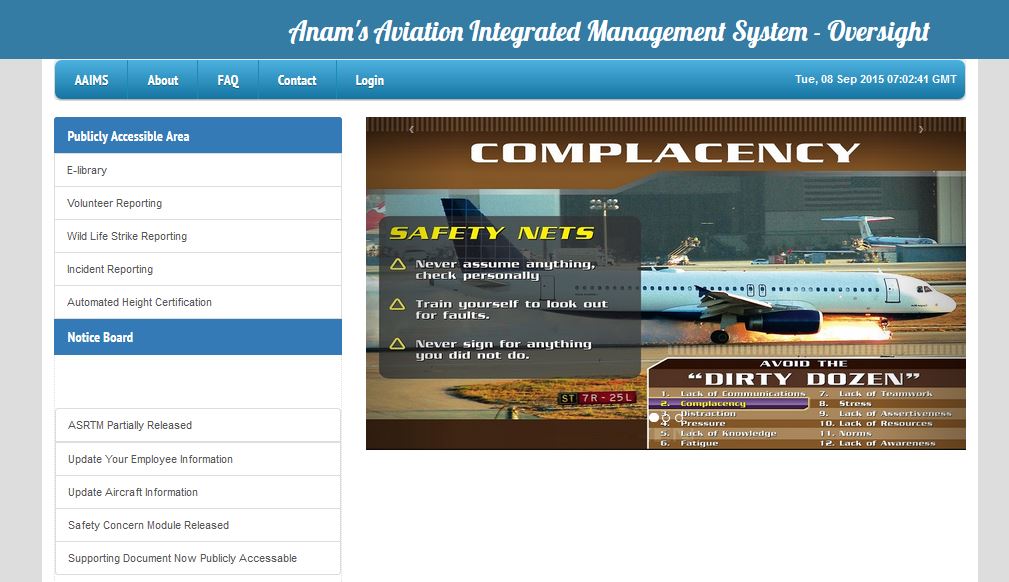 Anam's Aviation Integrated Management System - Oversight
AAIMS About FAQ Contact Login Tue, 08 Sep 2015 07:02:41 GMT
Publicly Accessible Area
E-library
Volunteer Reporting
Wild Life Strike Reporting
Incident Reporting
Automated Height Certification
Notice Board
ASRTM Partially Released
Update Your Employee Information
Update Aircraft Information
Safety Concern Module Released
Supporting Document Now Publicly Accessable
COMPLACENCY
SAFETY NETS
Never assume anything,
check personally
Train yourself to look out
for faults.
Never sign for anything
you did not do.
ST 7R - 25L
AVOID THE
"DIRTY DOZEN"
1. Lack of Communications
2. Complacency
3. Distraction
4. Pressure
5. Lack of Knowledge
6. Fatigue
7. Lack of Teamwork
8. Stress
9. Lack of Assertiveness
10. Lack of Resources
11. Norms
12. Lack of Awareness